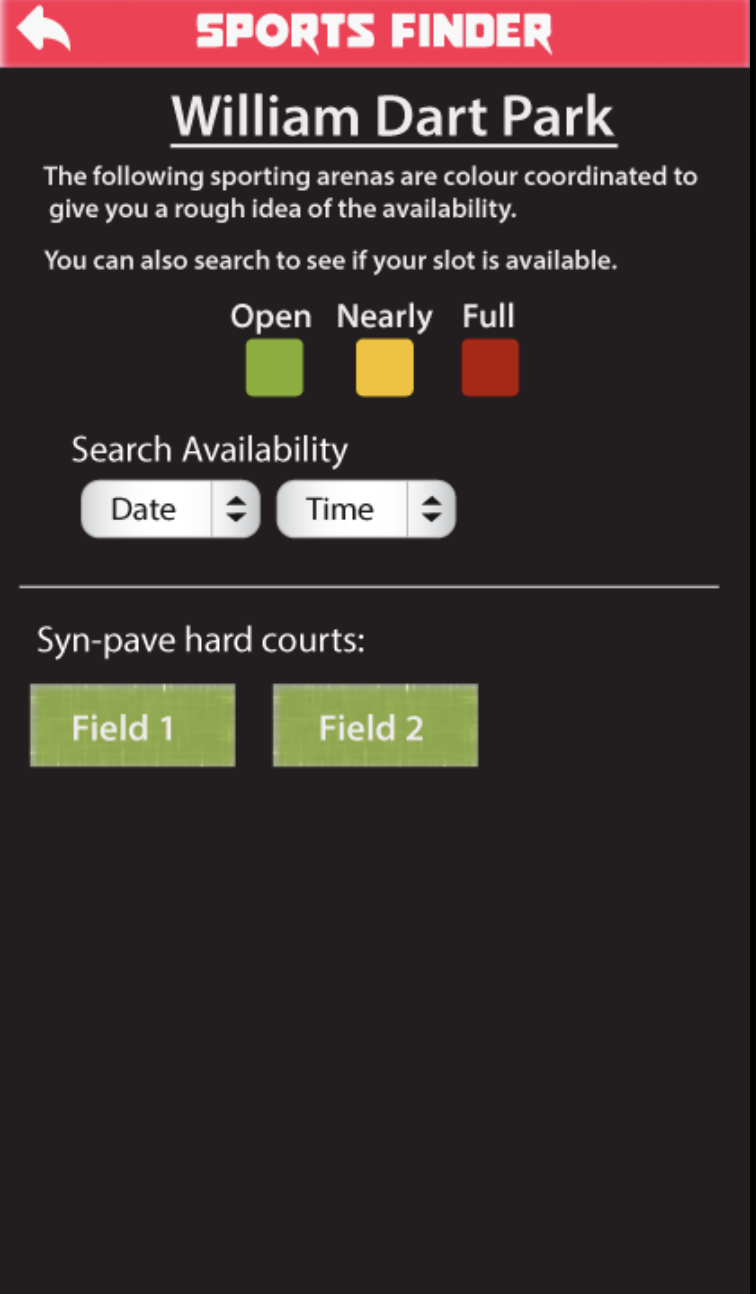 SPORTS FINDER
William Dart Park
The following sporting arenas are colour coordinated to
give you a rough idea of the availability.
You can also search to see if your slot is available.
Open Nearly Full
Search Availability
Date Time
Syn-pave hard courts:
Field 1 Field 2